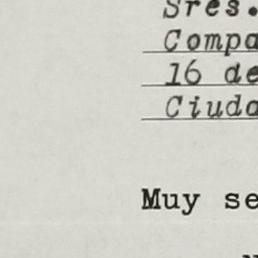 Sres.
Compa
16 de
Ciuda
Muy se